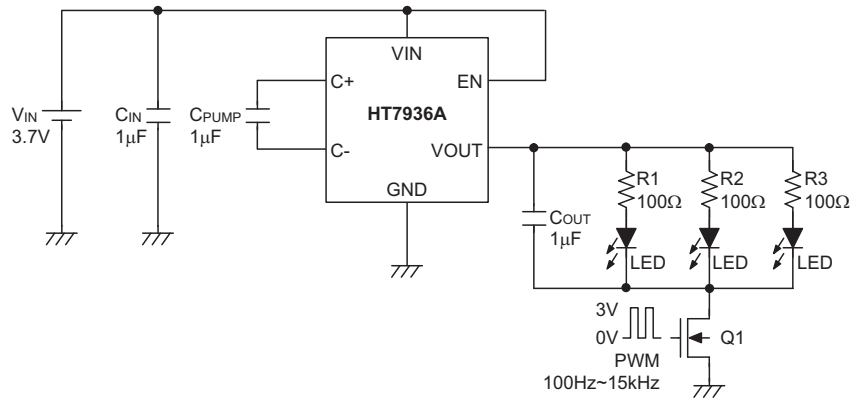 VIN
EN
C+
HT7936A
C-
VOUT
GND
VIN
3.7V
CIN
1µF
CPUMP
1µF
COUT
1µF
R1
100Ω
R2
100Ω
R3
100Ω
LED
LED
LED
3V
0V
PWM
100Hz~15kHz
Q1